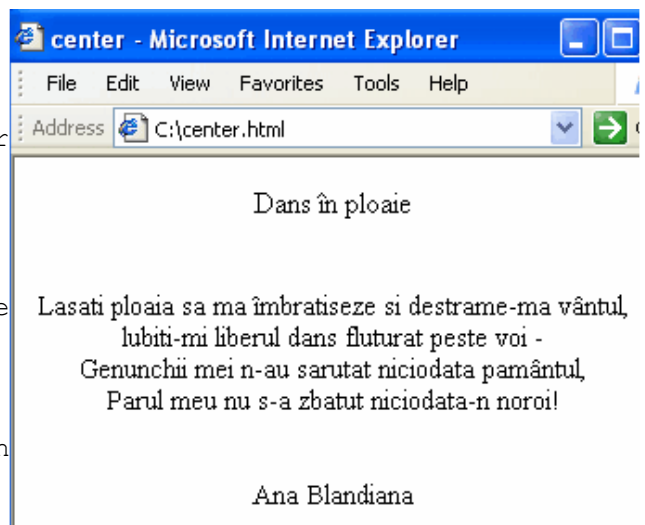 center - Microsoft Internet Explorer
File Edit View Favorites Tools Help
Address C:\center.html
Dans în ploaie
Lasati ploaia sa ma îmbratiseze si destrame-ma vântul,
Iubiti-mi liberul dans fluturat peste voi -
Genunchii mei n-au sarutat niciodata pamântul,
Parul meu nu s-a zbatut niciodata-n noroi!
Ana Blandiana